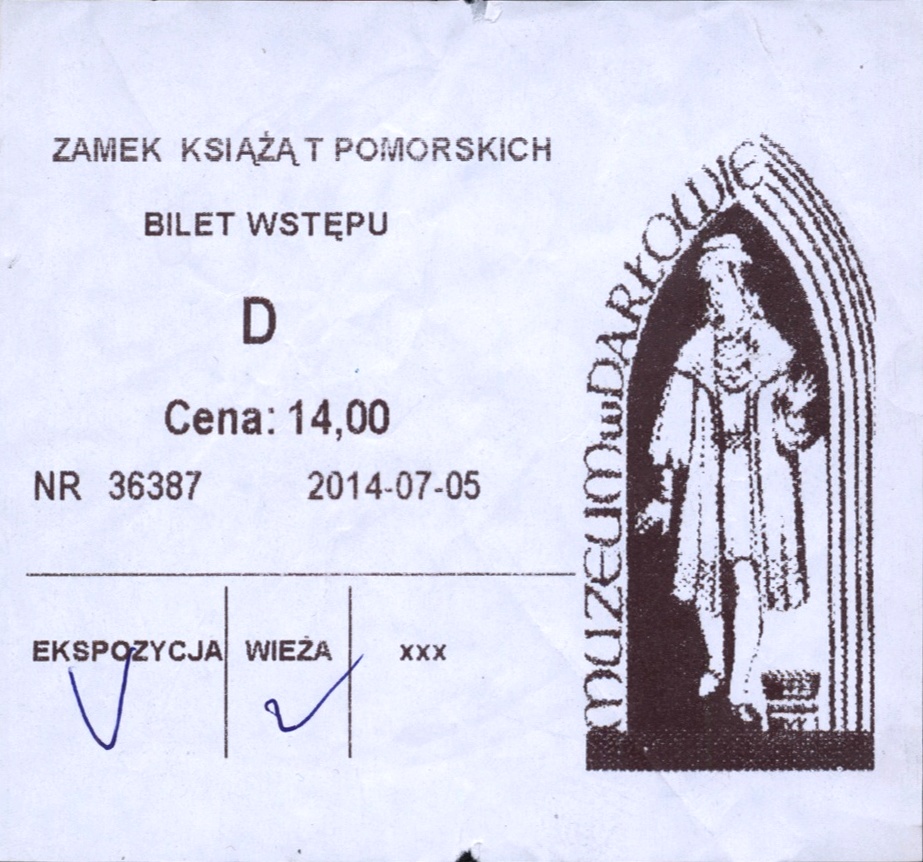 ZAMEK KSIĄŻĄT POMORSKICH
BILET WSTĘPU
D
Cena: 14,00
NR 36387 2014-07-05
EKSPOZYCJA WIEŻA xxx
MUZEUM w DARŁOWIE